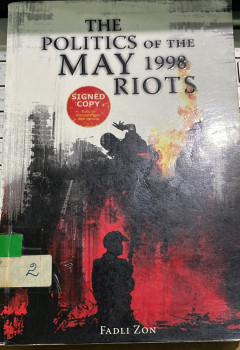 THE
POLITICS OF THE
MAY 1998
RIOTS
SIGNED
COPY
2
FADLI ZON